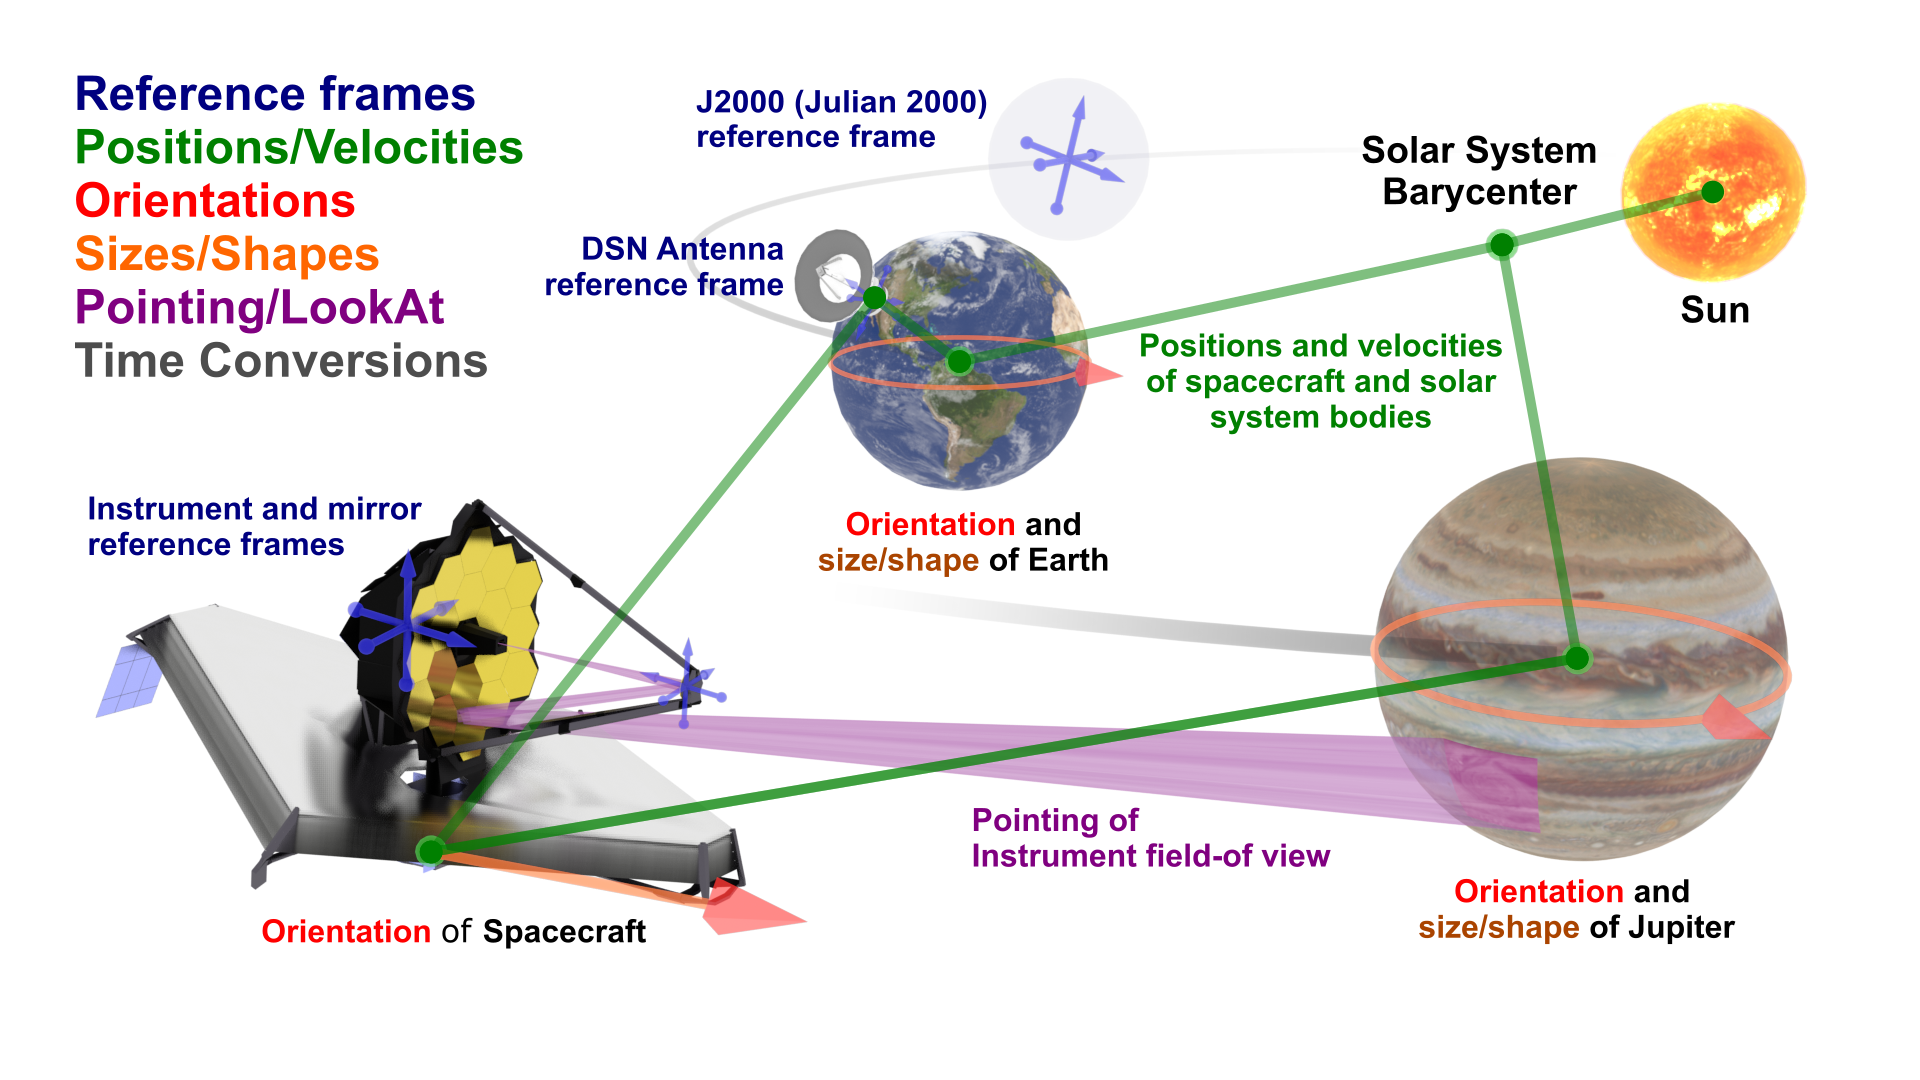 Reference frames
Positions/Velocities
Orientations
Sizes/Shapes
Pointing/LookAt
Time Conversions
J2000 (Julian 2000)
reference frame
DSN Antenna
reference frame
Solar System
Barycenter
Sun
Positions and velocities
of spacecraft and solar
system bodies
Instrument and mirror
reference frames
Orientation and
size/shape of Earth
Pointing of
Instrument field-of view
Orientation of Spacecraft
Orientation and
size/shape of Jupiter